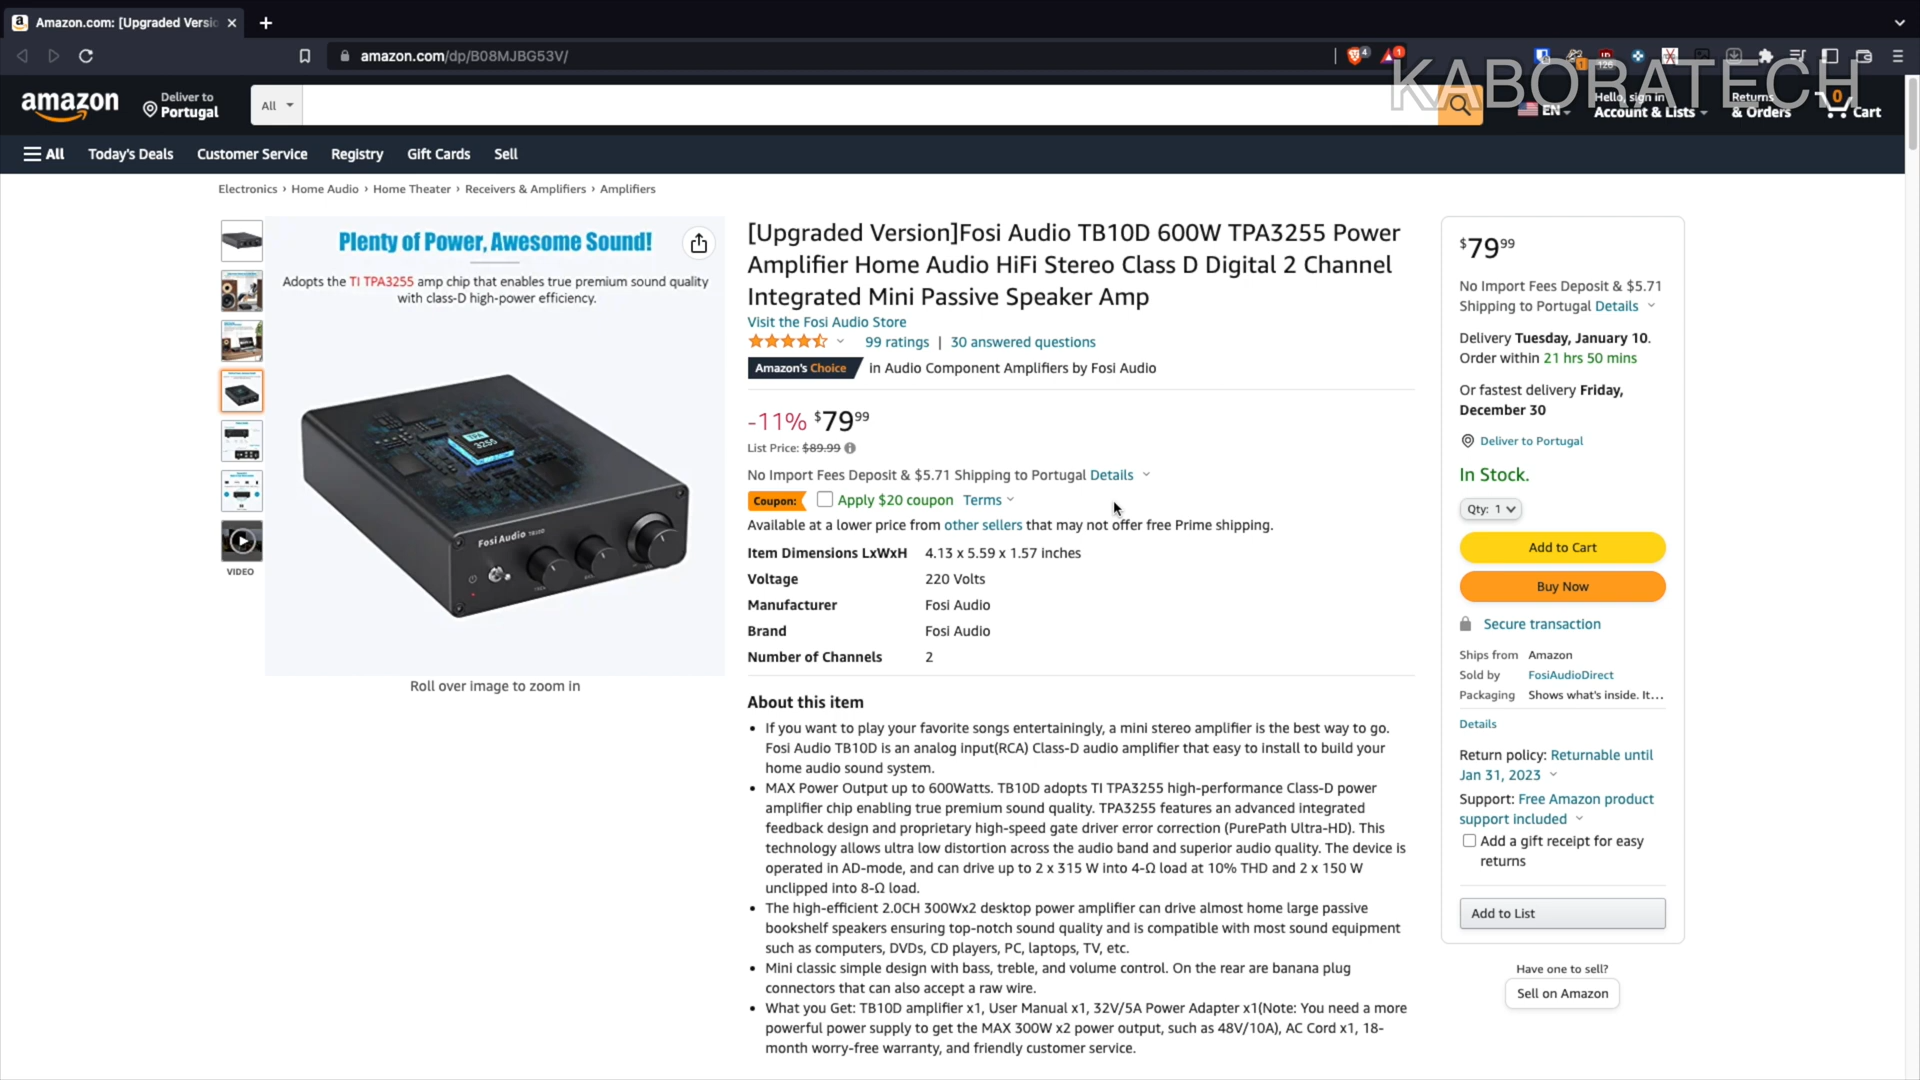 Amazon.com: [Upgraded Versio
amazon.com/dp/B08MJBG53V/
4
1
126
KABORATECH
amazon
Deliver to
Portugal
All
EN
Hello, sign in
Account & Lists
Returns
& Orders
0
Cart
All
Today's Deals
Customer Service
Registry
Gift Cards
Sell
Electronics › Home Audio › Home Theater › Receivers & Amplifiers › Amplifiers
Plenty of Power, Awesome Sound!
Adopts the TI TPA3255 amp chip that enables true premium sound quality
with class-D high-power efficiency.
TPA
3255
Fosi Audio TB10D
VIDEO
Roll over image to zoom in
[Upgraded Version]Fosi Audio TB10D 600W TPA3255 Power
Amplifier Home Audio HiFi Stereo Class D Digital 2 Channel
Integrated Mini Passive Speaker Amp
Visit the Fosi Audio Store
99 ratings | 30 answered questions
Amazon's Choice in Audio Component Amplifiers by Fosi Audio
-11% $79 99
List Price: $89.99
No Import Fees Deposit & $5.71 Shipping to Portugal Details
Coupon: Apply $20 coupon Terms
Available at a lower price from other sellers that may not offer free Prime shipping.
Item Dimensions LxWxH 4.13 x 5.59 x 1.57 inches
Voltage 220 Volts
Manufacturer Fosi Audio
Brand Fosi Audio
Number of Channels 2
About this item
• If you want to play your favorite songs entertainingly, a mini stereo amplifier is the best way to go.
Fosi Audio TB10D is an analog input(RCA) Class-D audio amplifier that easy to install to build your
home audio sound system.
• MAX Power Output up to 600Watts. TB10D adopts TI TPA3255 high-performance Class-D power
amplifier chip enabling true premium sound quality. TPA3255 features an advanced integrated
feedback design and proprietary high-speed gate driver error correction (PurePath Ultra-HD). This
technology allows ultra low distortion across the audio band and superior audio quality. The device is
operated in AD-mode, and can drive up to 2 x 315 W into 4-Ω load at 10% THD and 2 x 150 W
unclipped into 8-Ω load.
• The high-efficient 2.0CH 300Wx2 desktop power amplifier can drive almost home large passive
bookshelf speakers ensuring top-notch sound quality and is compatible with most sound equipment
such as computers, DVDs, CD players, PC, laptops, TV, etc.
• Mini classic simple design with bass, treble, and volume control. On the rear are banana plug
connectors that can also accept a raw wire.
• What you Get: TB10D amplifier x1, User Manual x1, 32V/5A Power Adapter x1(Note: You need a more
powerful power supply to get the MAX 300W x2 power output, such as 48V/10A), AC Cord x1, 18-
month worry-free warranty, and friendly customer service.
$79 99
No Import Fees Deposit & $5.71
Shipping to Portugal Details
Delivery Tuesday, January 10.
Order within 21 hrs 50 mins
Or fastest delivery Friday,
December 30
Deliver to Portugal
In Stock.
Qty: 1
Add to Cart
Buy Now
Secure transaction
Ships from Amazon
Sold by FosiAudioDirect
Packaging Shows what's inside. It...
Details
Return policy: Returnable until
Jan 31, 2023
Support: Free Amazon product
support included
Add a gift receipt for easy
returns
Add to List
Have one to sell?
Sell on Amazon